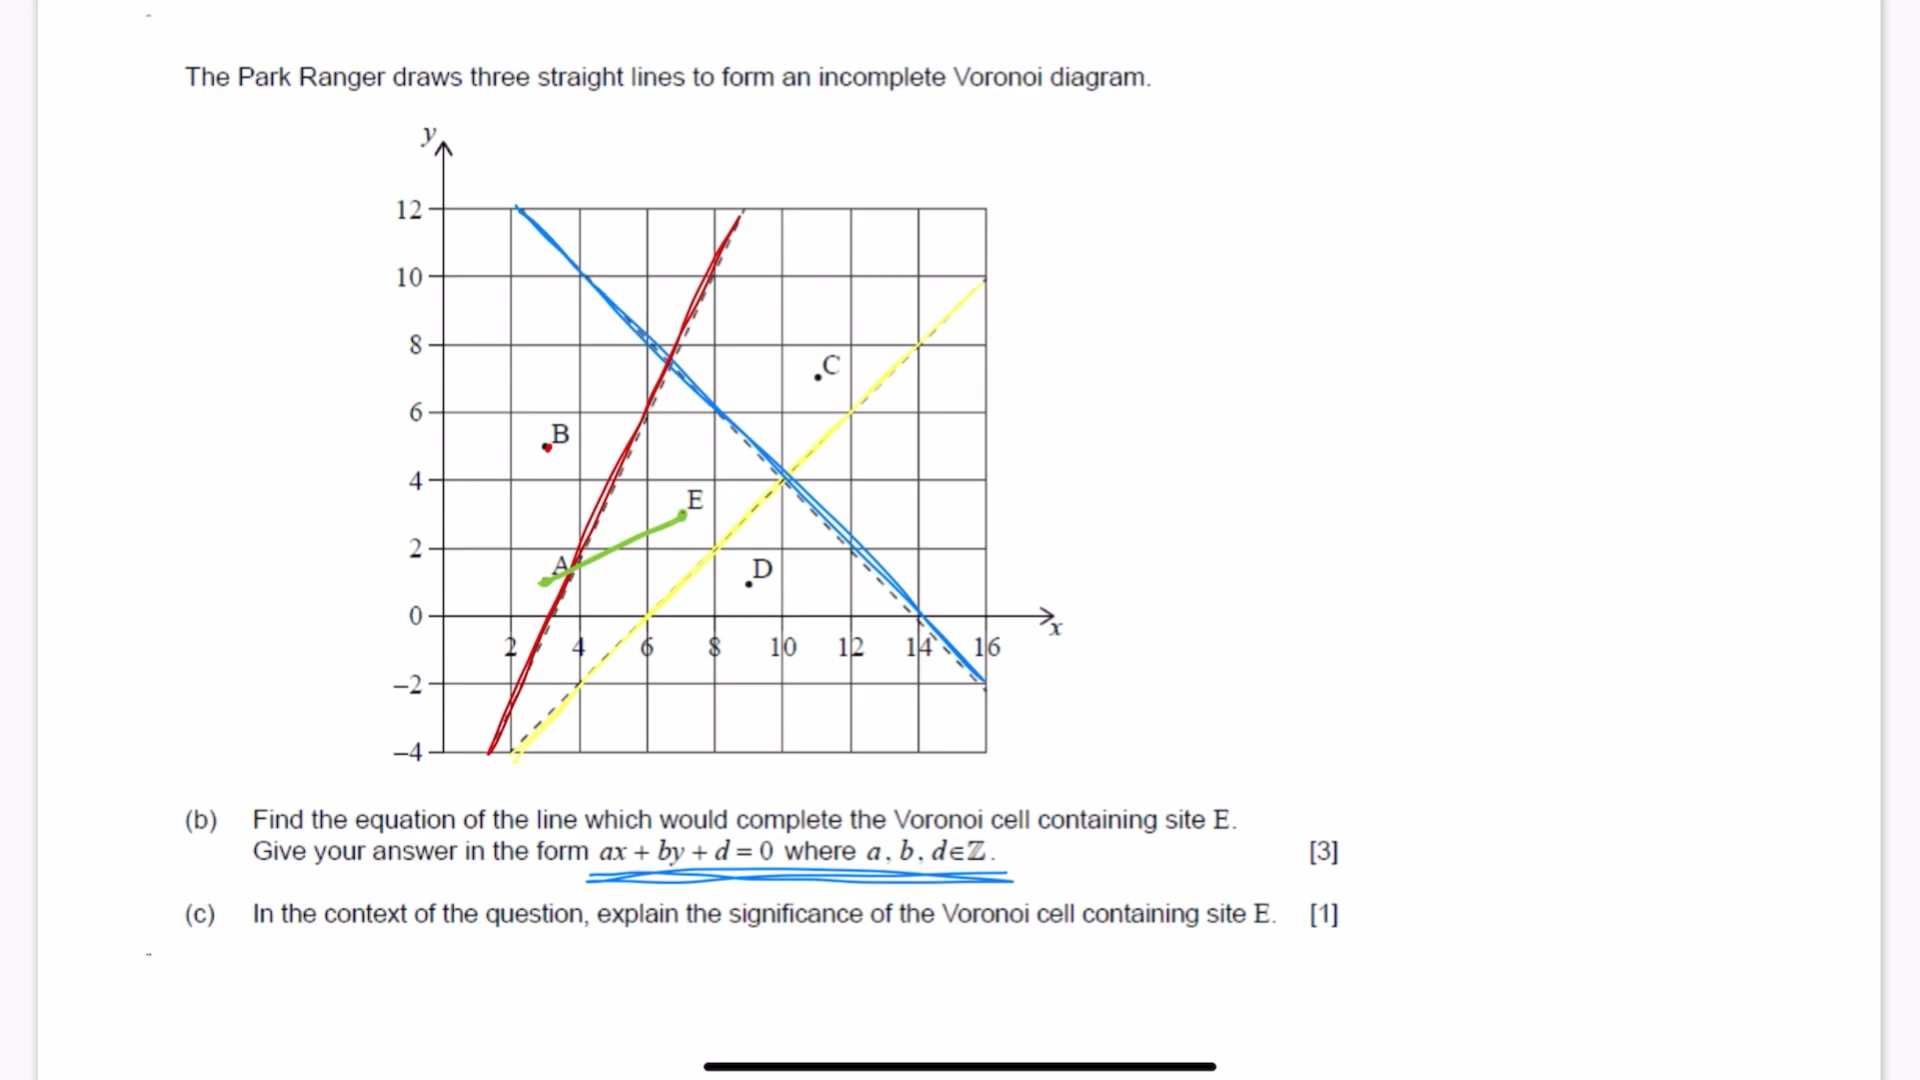 The Park Ranger draws three straight lines to form an incomplete Voronoi diagram.
y
12
10
8
C
6
B
4
E
2
A
D
0
x
2 4 6 8 10 12 14 16
−2
−4
(b) Find the equation of the line which would complete the Voronoi cell containing site E.
Give your answer in the form ax + by + d = 0 where a, b, d∈ℤ. [3]
(c) In the context of the question, explain the significance of the Voronoi cell containing site E. [1]